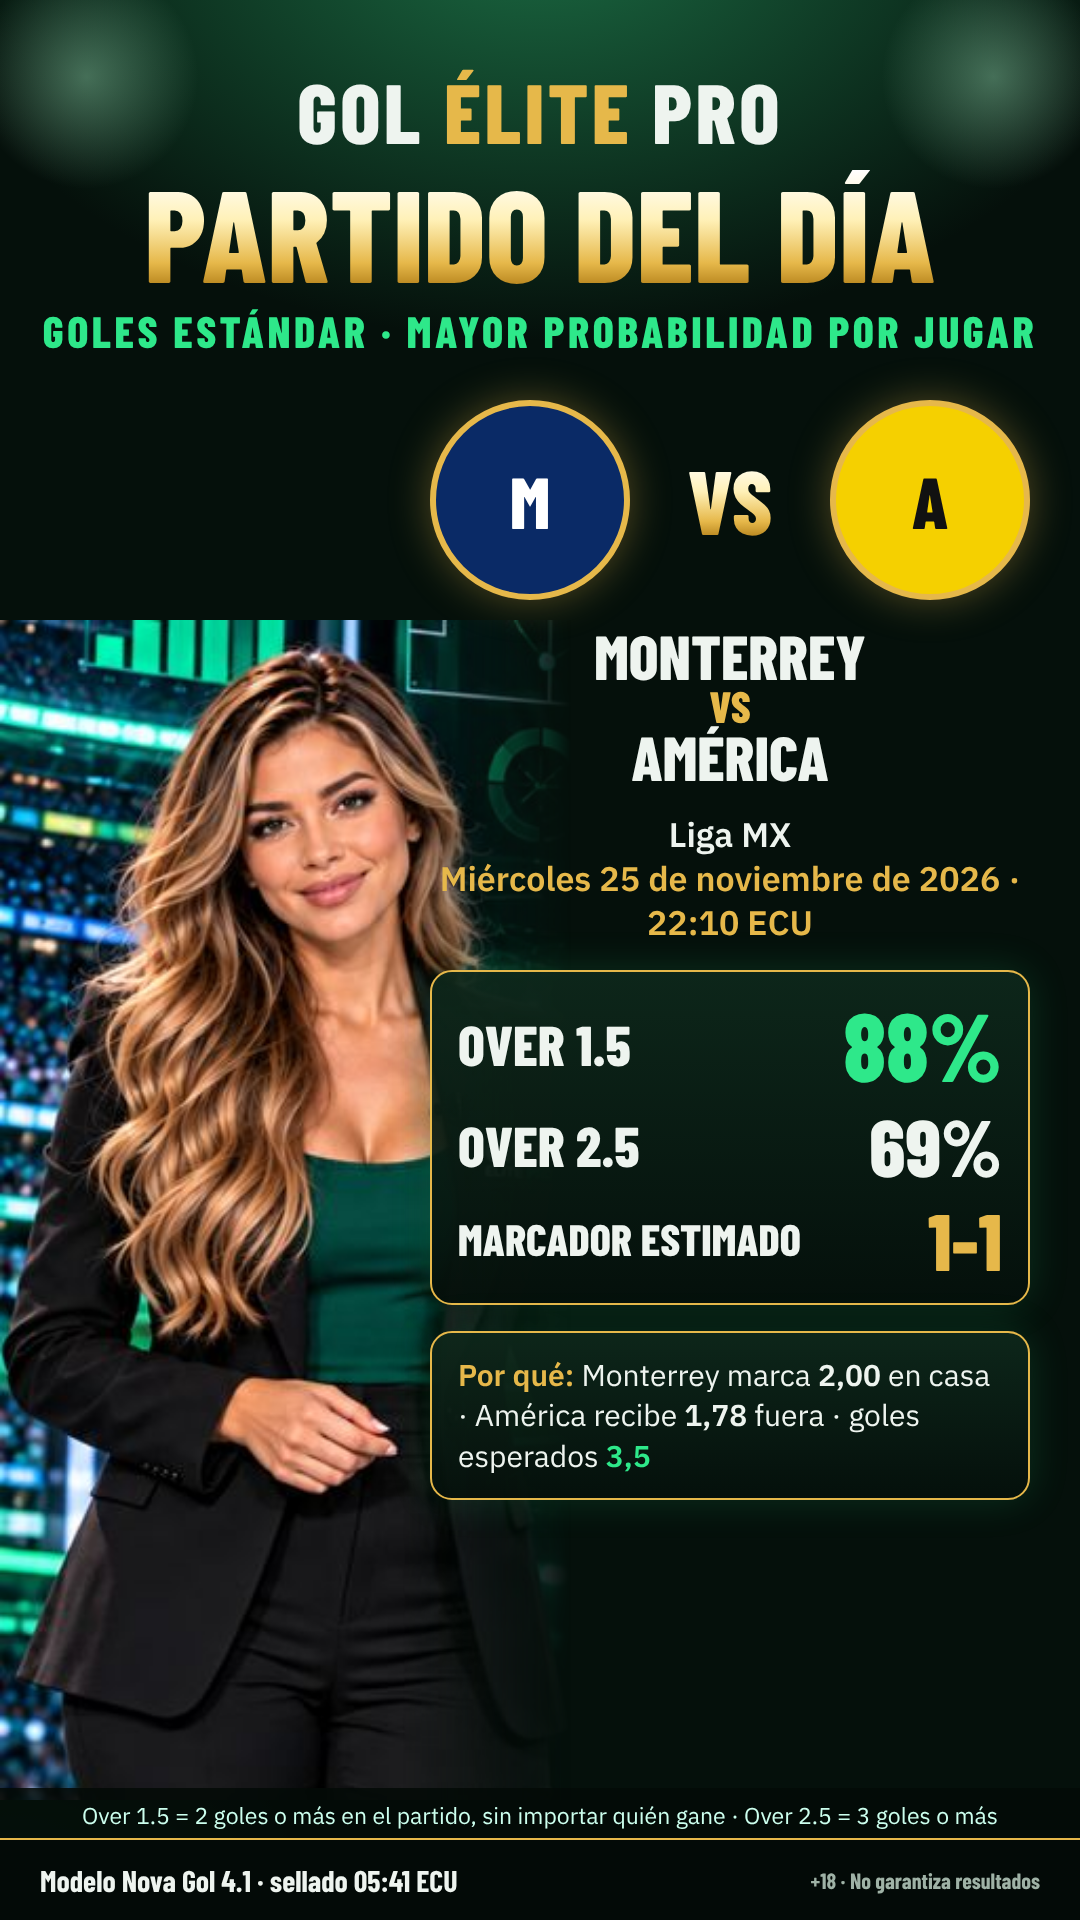 GOL ÉLITE PRO
PARTIDO DEL DÍA
GOLES ESTÁNDAR · MAYOR PROBABILIDAD POR JUGAR
M VS A
MONTERREY
VS
AMÉRICA
Liga MX
Miércoles 25 de noviembre de 2026 ·
22:10 ECU
OVER 1.5 88%
OVER 2.5 69%
MARCADOR ESTIMADO 1-1
Por qué: Monterrey marca 2,00 en casa
· América recibe 1,78 fuera · goles
esperados 3,5
Over 1.5 = 2 goles o más en el partido, sin importar quién gane · Over 2.5 = 3 goles o más
Modelo Nova Gol 4.1 · sellado 05:41 ECU
+18 · No garantiza resultados